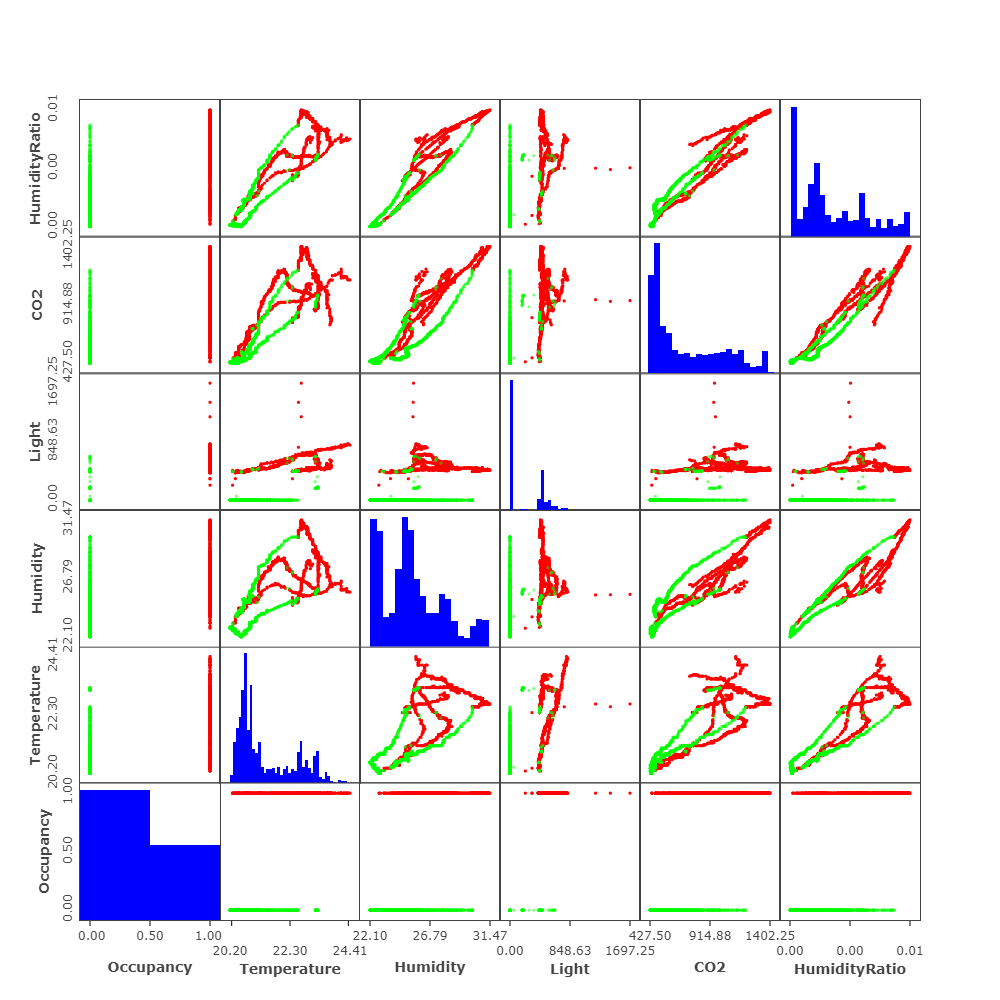 HumidityRatio
0.01
0.00
0.00
CO2
1402.25
914.88
427.50
Light
1697.25
848.63
0.00
Humidity
31.47
26.79
22.10
Temperature
24.41
22.30
20.20
Occupancy
1.00
0.50
0.00
0.00 0.50 1.00
20.20 22.30 24.41
22.10 26.79 31.47
0.00 848.63 1697.25
427.50 914.88 1402.25
0.00 0.00 0.01
Occupancy Temperature Humidity Light CO2 HumidityRatio